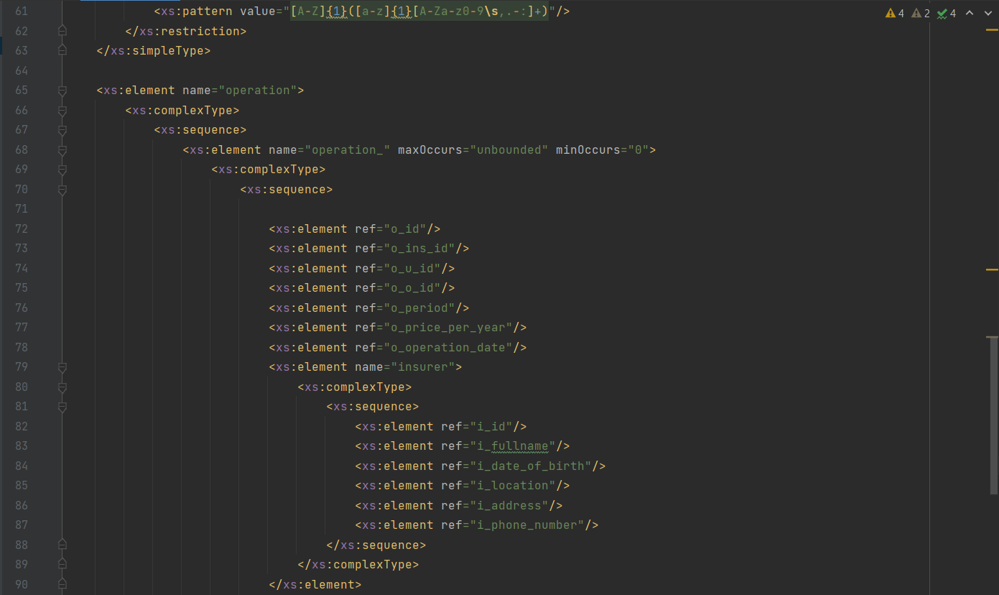 61 <xs:pattern value="[A-Z]{1}([a-z]{1}[A-Za-z0-9\s,.-:]+)"/> 4 2 4
62 </xs:restriction>
63 </xs:simpleType>
64
65 <xs:element name="operation">
66 <xs:complexType>
67 <xs:sequence>
68 <xs:element name="operation_" maxOccurs="unbounded" minOccurs="0">
69 <xs:complexType>
70 <xs:sequence>
71
72 <xs:element ref="o_id"/>
73 <xs:element ref="o_ins_id"/>
74 <xs:element ref="o_u_id"/>
75 <xs:element ref="o_o_id"/>
76 <xs:element ref="o_period"/>
77 <xs:element ref="o_price_per_year"/>
78 <xs:element ref="o_operation_date"/>
79 <xs:element name="insurer">
80 <xs:complexType>
81 <xs:sequence>
82 <xs:element ref="i_id"/>
83 <xs:element ref="i_fullname"/>
84 <xs:element ref="i_date_of_birth"/>
85 <xs:element ref="i_location"/>
86 <xs:element ref="i_address"/>
87 <xs:element ref="i_phone_number"/>
88 </xs:sequence>
89 </xs:complexType>
90 </xs:element>